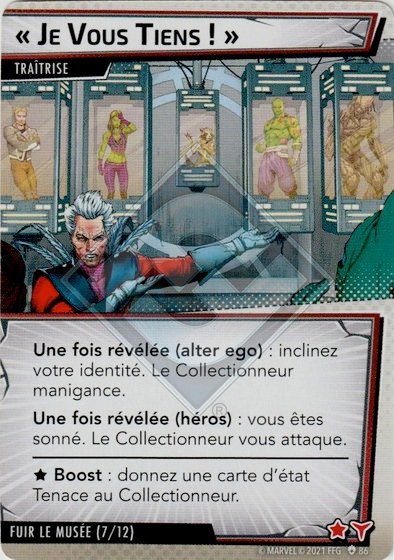 « Je Vous Tiens ! »
TRAÎTRISE
Une fois révélée (alter ego) : inclinez
votre identité. Le Collectionneur
manigance.
Une fois révélée (héros) : vous êtes
sonné. Le Collectionneur vous attaque.
★ Boost : donnez une carte d'état
Tenace au Collectionneur.
FUIR LE MUSÉE (7/12)
© MARVEL © 2021 FFG 86
®